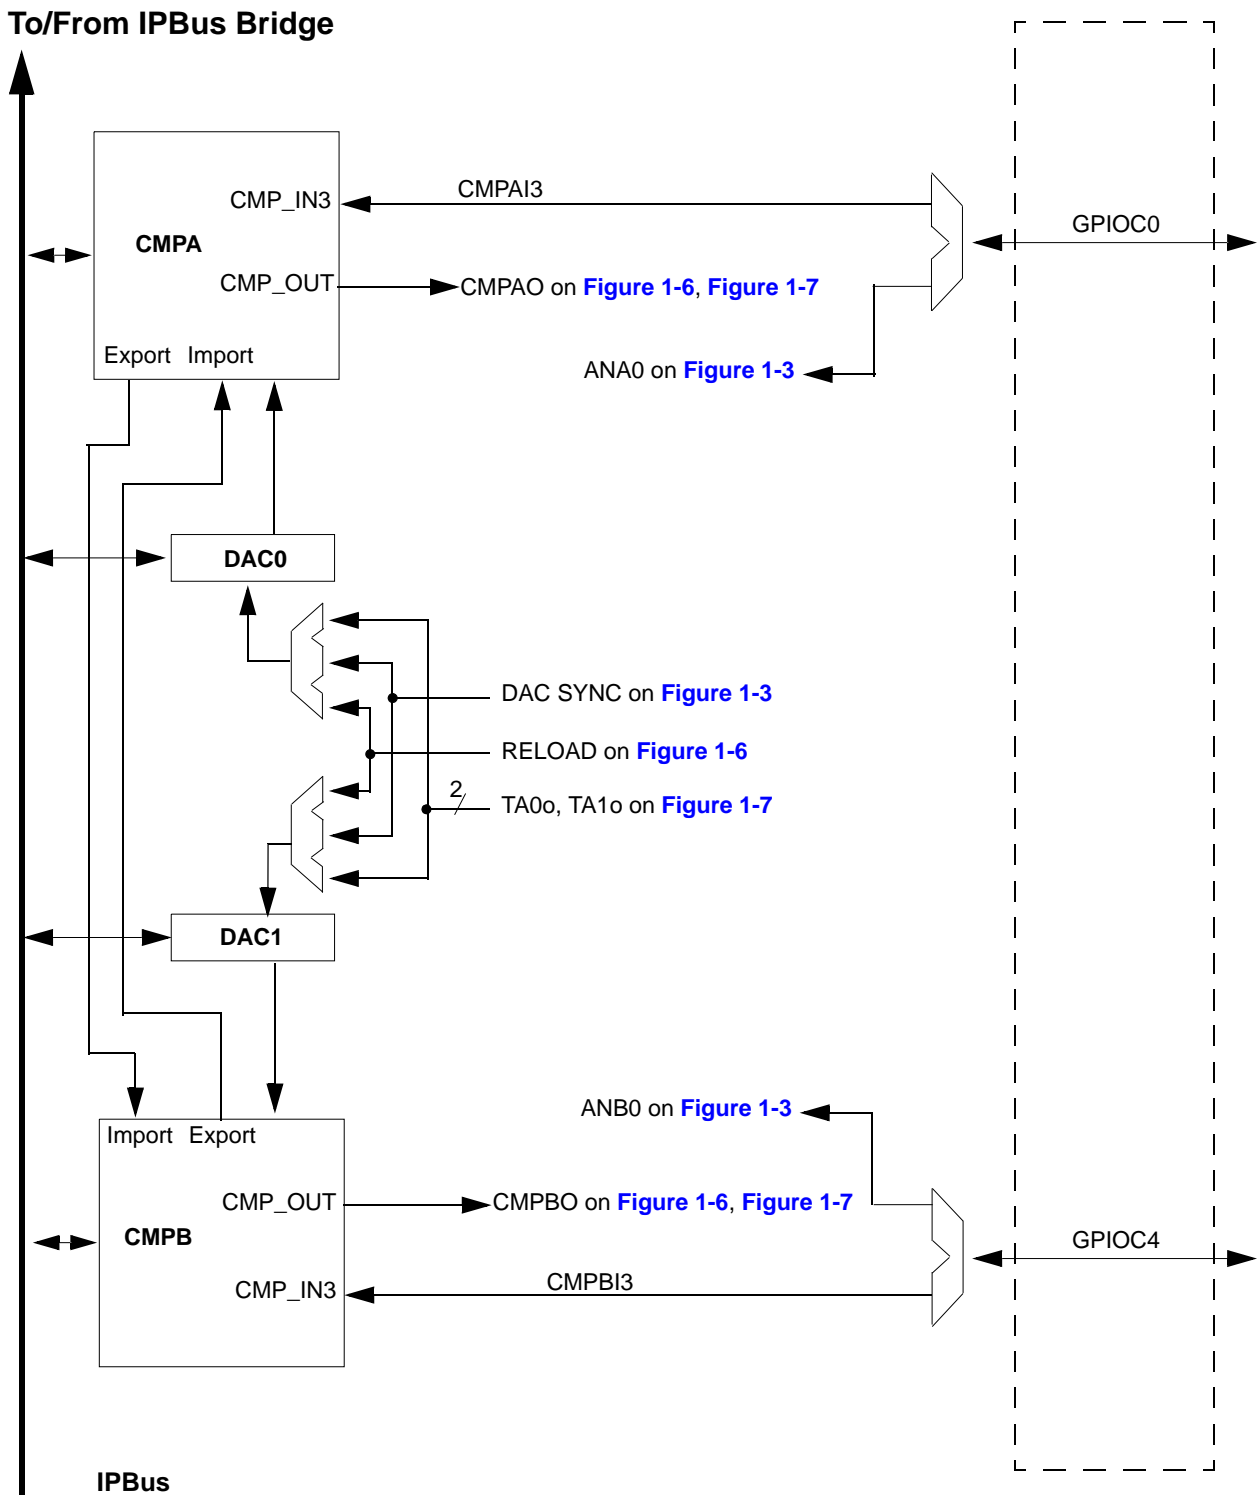 To/From IPBus Bridge
CMP_IN3
CMPAI3
CMPA
GPIOC0
CMP_OUT
CMPAO on Figure 1-6, Figure 1-7
Export Import
ANA0 on Figure 1-3
DAC0
DAC SYNC on Figure 1-3
RELOAD on Figure 1-6
2
TA0o, TA1o on Figure 1-7
DAC1
ANB0 on Figure 1-3
Import Export
CMP_OUT
CMPBO on Figure 1-6, Figure 1-7
CMPB
GPIOC4
CMP_IN3
CMPBI3
IPBus